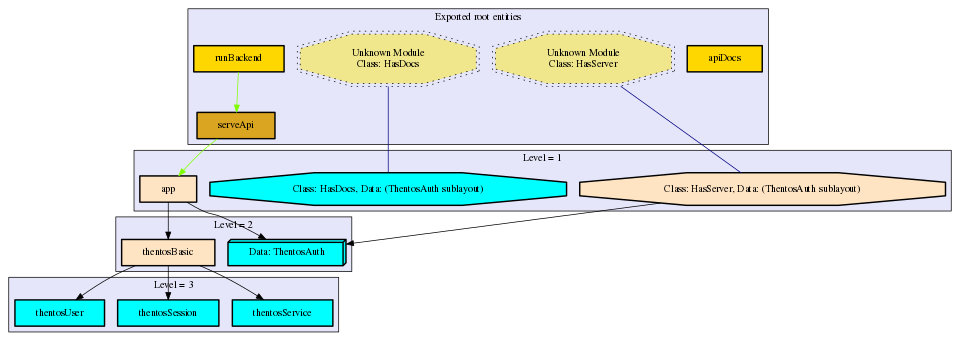 Exported root entities
runBackend
Unknown Module
Class: HasDocs
Unknown Module
Class: HasServer
apiDocs
serveApi
Level = 1
app
Class: HasDocs, Data: (ThentosAuth sublayout)
Class: HasServer, Data: (ThentosAuth sublayout)
Level = 2
thentosBasic
Data: ThentosAuth
Level = 3
thentosUser
thentosSession
thentosService